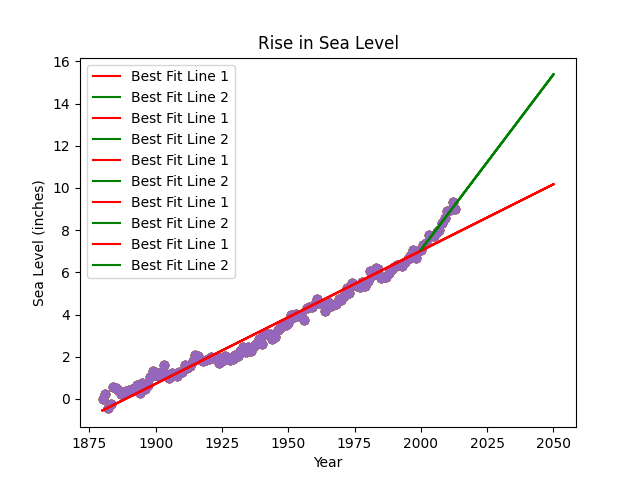 Rise in Sea Level
16
14
12
10
8
6
4
2
0
Sea Level (inches)
Best Fit Line 1
Best Fit Line 2
Best Fit Line 1
Best Fit Line 2
Best Fit Line 1
Best Fit Line 2
Best Fit Line 1
Best Fit Line 2
Best Fit Line 1
Best Fit Line 2
1875 1900 1925 1950 1975 2000 2025 2050
Year